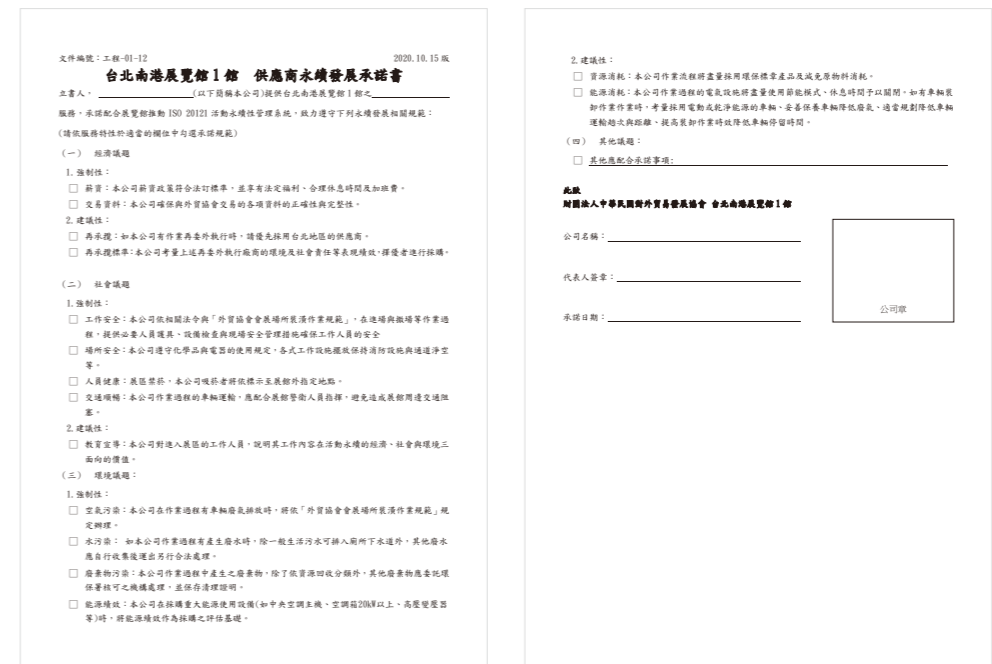 文件編號：工程-01-12 2020.10.15 版
台北南港展覽館 1 館 供應商永續發展承諾書
立書人， (以下簡稱本公司)提供台北南港展覽館 1 館之
服務，承諾配合展覽館推動 ISO 20121 活動永續性管理系統，致力遵守下列永續發展相關規範：
(請依服務特性於適當的欄位中勾選承諾規範)
(一) 經濟議題
1.強制性：
□ 薪資：本公司薪資政策符合法訂標準，並享有法定福利、合理休息時間及加班費。
□ 交易資料：本公司確保與外貿協會交易的各項資料的正確性與完整性。
2.建議性：
□ 再承攬：如本公司有作業再委外執行時，請優先採用台北地區的供應商。
□ 再承攬標準：本公司考量上述再委外執行廠商的環境及社會責任等表現績效，擇優者進行採購。
(二) 社會議題
1.強制性：
□ 工作安全：本公司依相關法令與「外貿協會會展場所裝潢作業規範」，在進場與撤場等作業過
程，提供必要人員護具、設備檢查與現場安全管理措施確保工作人員的安全
□ 場所安全：本公司遵守化學品與電器的使用規定，各式工作設施擺放保持消防設施與通道淨空
等。
□ 人員健康：展區禁菸，本公司吸菸者將依標示至展館外指定地點。
□ 交通順暢：本公司作業過程的車輛運輸，應配合展館警衛人員指揮，避免造成展館周邊交通阻
塞。
2.建議性：
□ 教育宣導：本公司對進入展區的工作人員，說明其工作內容在活動永續的經濟、社會與環境三
面向的價值。
(三) 環境議題：
1.強制性：
□ 空氣污染：本公司在作業過程有車輛廢氣排放時，將依「外貿協會會展場所裝潢作業規範」規
定辦理。
□ 水污染： 如本公司作業過程有產生廢水時，除一般生活污水可排入廁所下水道外，其他廢水
應自行收集後運出另行合法處理。
□ 廢棄物污染：本公司作業過程中產生之廢棄物，除了依資源回收分類外，其他廢棄物應委託環
保署核可之機構處理，並保存清理證明。
□ 能源績效：本公司在採購重大能源使用設備(如中央空調主機、空調箱20kW以上、高壓變壓器
等)時，將能源績效作為採購之評估基礎。
2.建議性：
□ 資源消耗：本公司作業流程將盡量採用環保標章產品及減免原物料消耗。
□ 能源消耗：本公司作業過程的電氣設施將盡量使用節能模式、休息時間予以關閉。如有車輛裝
卸作業作業時，考量採用電動或乾淨能源的車輛、妥善保養車輛降低廢氣、適當規劃降低車輛
運輸趟次與距離、提高裝卸作業時效降低車輛停留時間。
(四) 其他議題：
□ 其他應配合承諾事項:
此致
財團法人中華民國對外貿易發展協會 台北南港展覽館 1 館
公司名稱：
代表人簽章：
公司章
承諾日期：